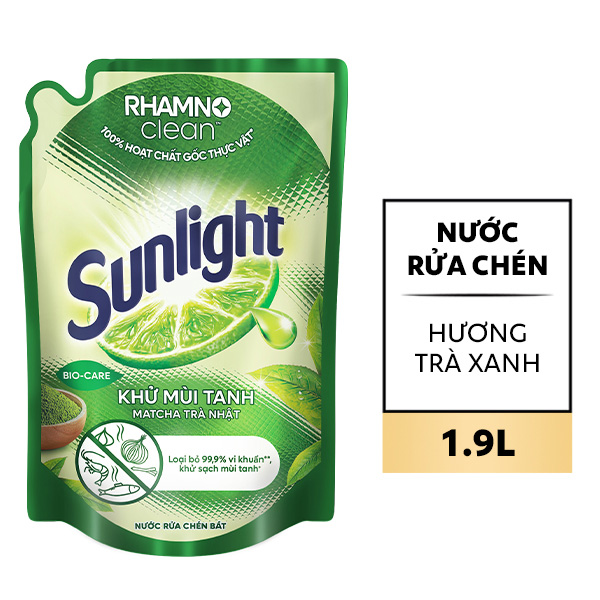 RHAMNO
clean™
100% HOẠT CHẤT GỐC THỰC VẬT*
Sunlight
BIO-CARE
KHỬ MÙI TANH
MATCHA TRÀ NHẬT
Loại bỏ 99,9% vi khuẩn**,
khử sạch mùi tanh*
NƯỚC RỬA CHÉN BÁT
NƯỚC
RỬA CHÉN
HƯƠNG
TRÀ XANH
1.9L